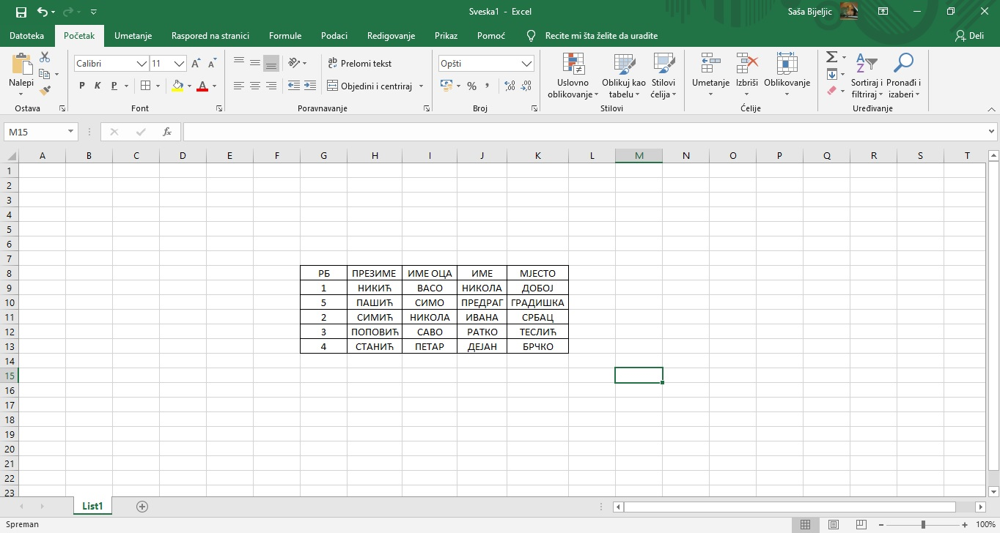 Sveska1 - Excel
Saša Bijeljic
Datoteka Početak Umetanje Raspored na stranici Formule Podaci Redigovanje Prikaz Pomoć Recite mi šta želite da uradite Deli
Nalepi
Calibri 11
P K P
Prelomi tekst
Objedini i centriraj
Opšti
%
Uslovno oblikovanje
Oblikuj kao tabelu
Stilovi ćelija
Umetanje
Izbriši
Oblikovanje
Sortiraj i filtriraj
Pronađi i izaberi
Ostava Font Poravnavanje Broj Stilovi Ćelije Uređivanje
M15 fx
A B C D E F G H I J K L M N O P Q R S T
1
2
3
4
5
6
7
8 РБ ПРЕЗИМЕ ИМЕ ОЦА ИМЕ МЈЕСТО
9 1 НИКИЋ ВАСО НИКОЛА ДОБОЈ
10 5 ПАШИЋ СИМО ПРЕДРАГ ГРАДИШКА
11 2 СИМИЋ НИКОЛА ИВАНА СРБАЦ
12 3 ПОПОВИЋ САВО РАТКО ТЕСЛИЋ
13 4 СТАНИЋ ПЕТАР ДЕЈАН БРЧКО
14
15
16
17
18
19
20
21
22
23
List1
Spreman
100%